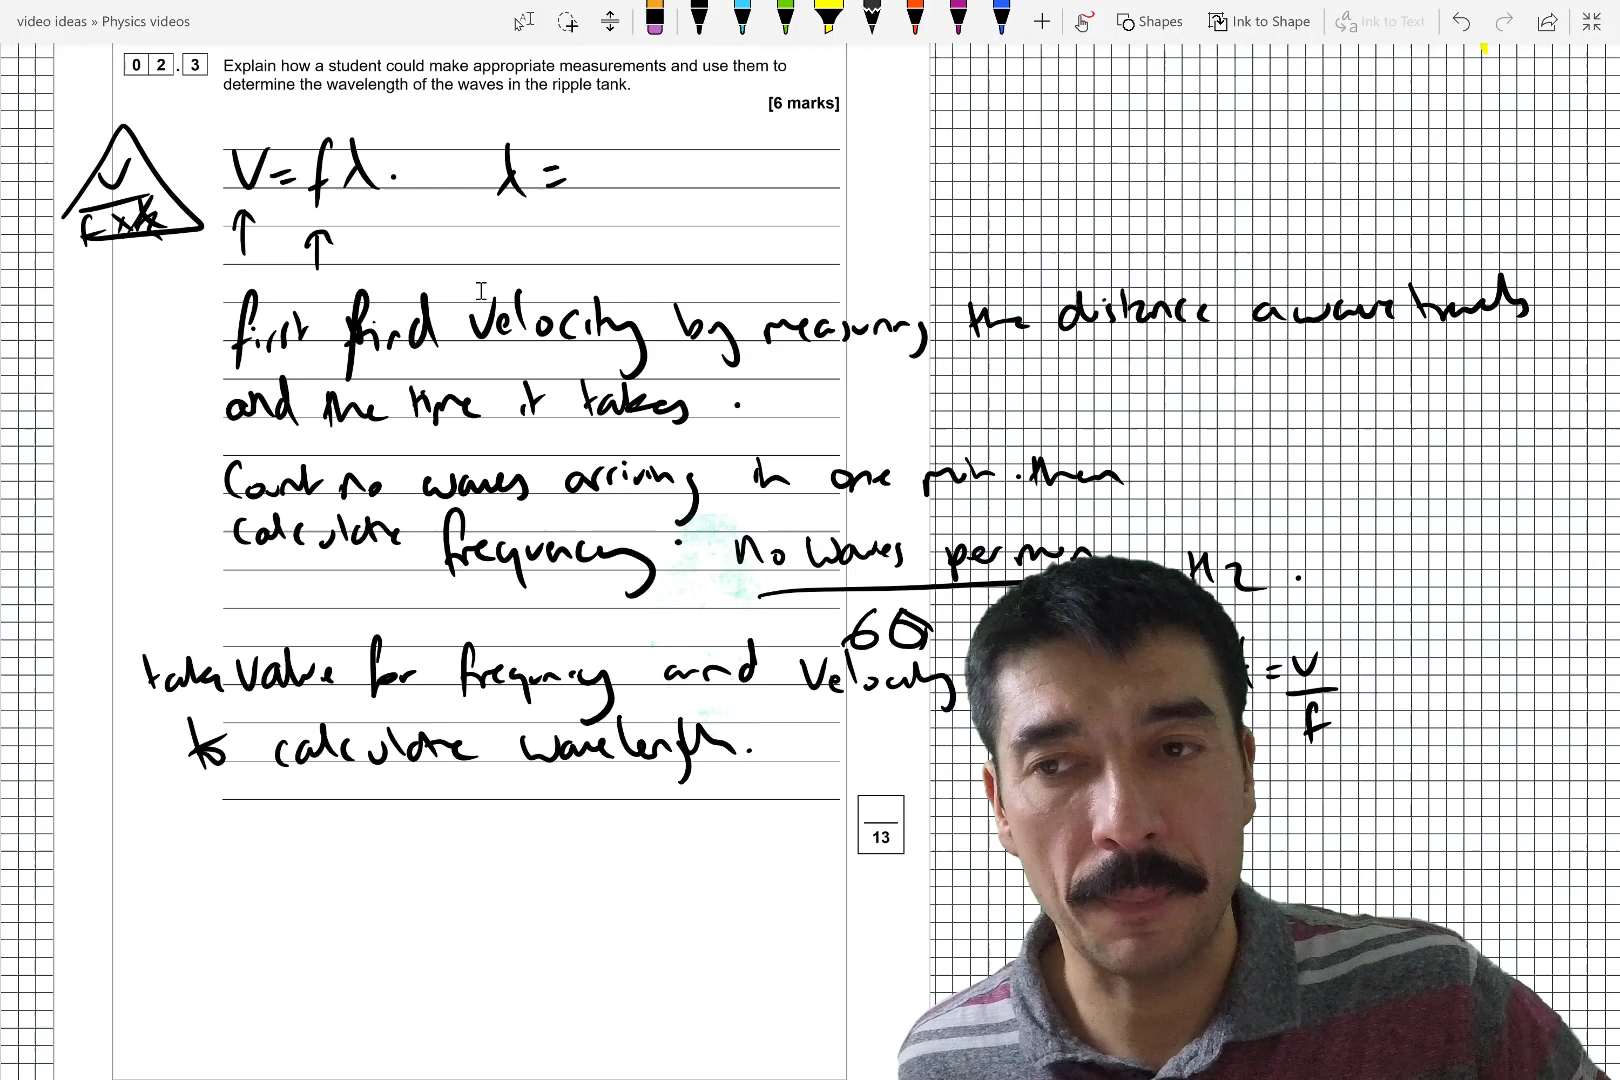 video ideas » Physics videos
Shapes
Ink to Shape
Ink to Text
0 2 . 3 Explain how a student could make appropriate measurements and use them to
determine the wavelength of the waves in the ripple tank.
[6 marks]
V
F x λ
V = f λ . λ =
first find velocity by measuring the distance a wave travels
and the time it takes .
Count no waves arriving in one min . then
calculate frequency : no waves per min Hz .
60
take value for frequency and velocity = v
f
to calculate wavelength.
13